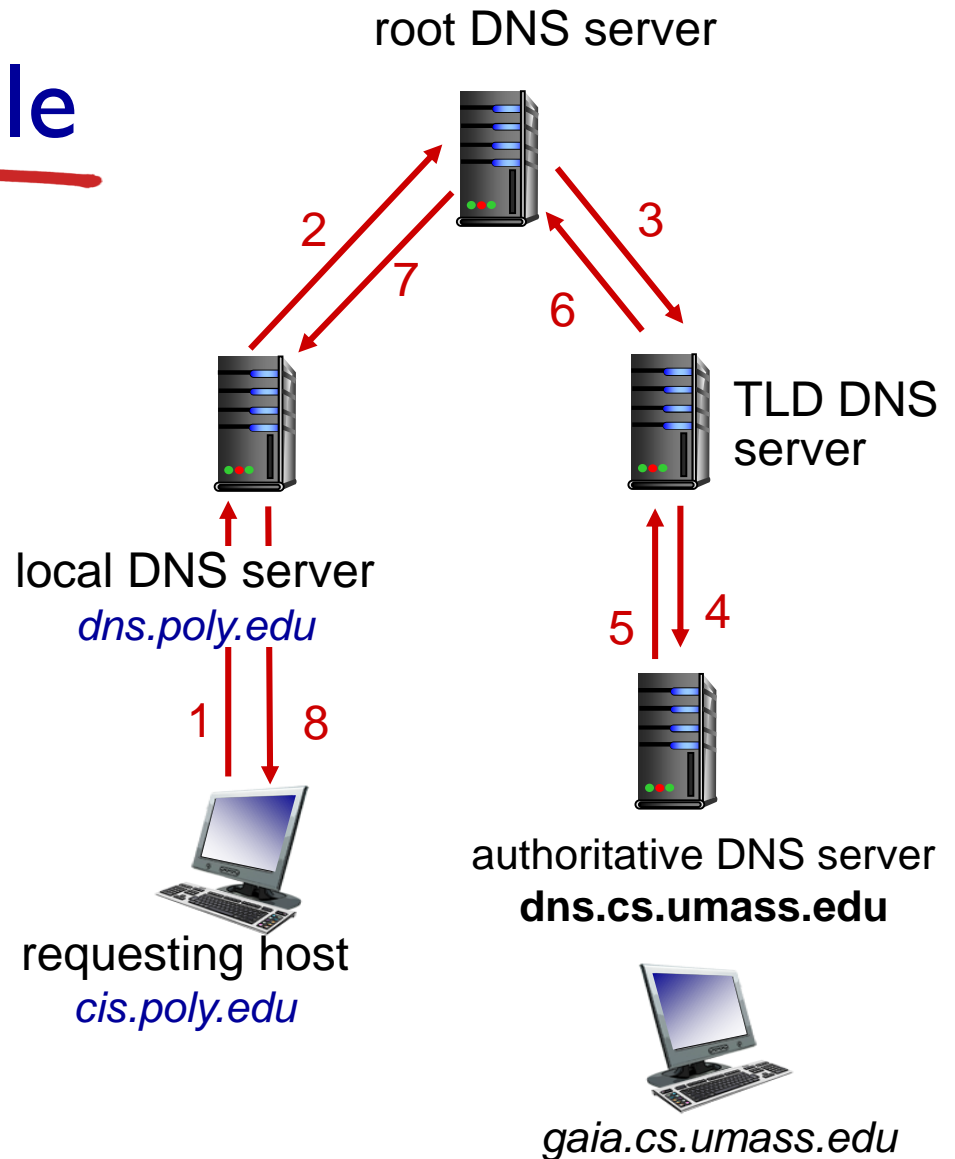 root DNS server
le
2
3
7
6
TLD DNS
server
local DNS server
dns.poly.edu
5
4
1
8
authoritative DNS server
dns.cs.umass.edu
requesting host
cis.poly.edu
gaia.cs.umass.edu